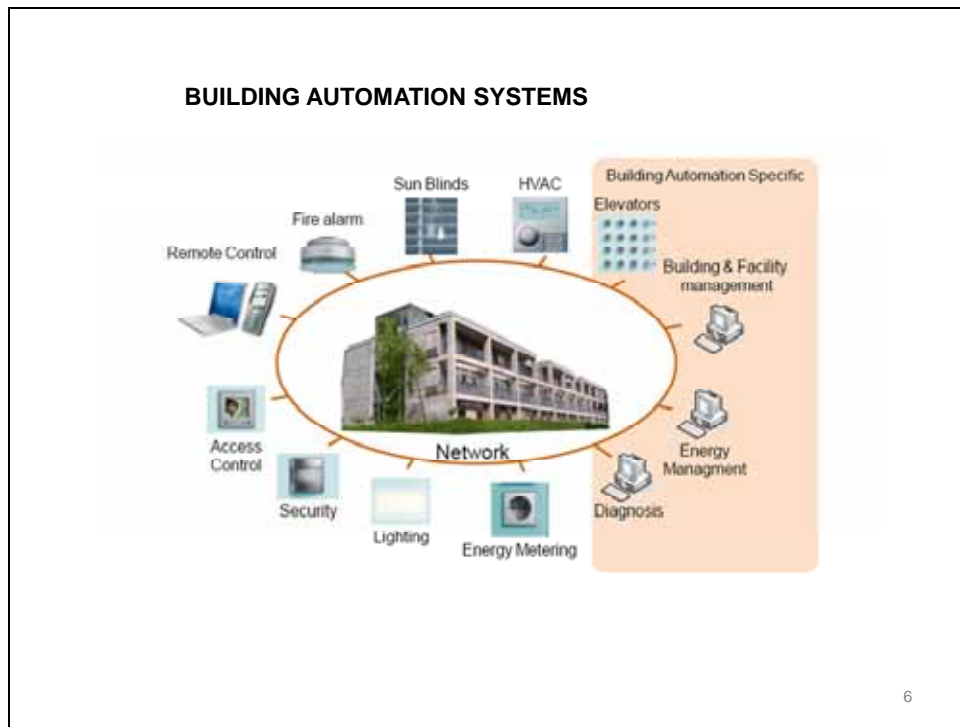 BUILDING AUTOMATION SYSTEMS
Building Automation Specific
Sun Blinds
HVAC
Elevators
Fire alarm
Remote Control
Building & Facility
management
Access
Control
Network
Energy
Managment
Security
Diagnosis
Lighting
Energy Metering
6